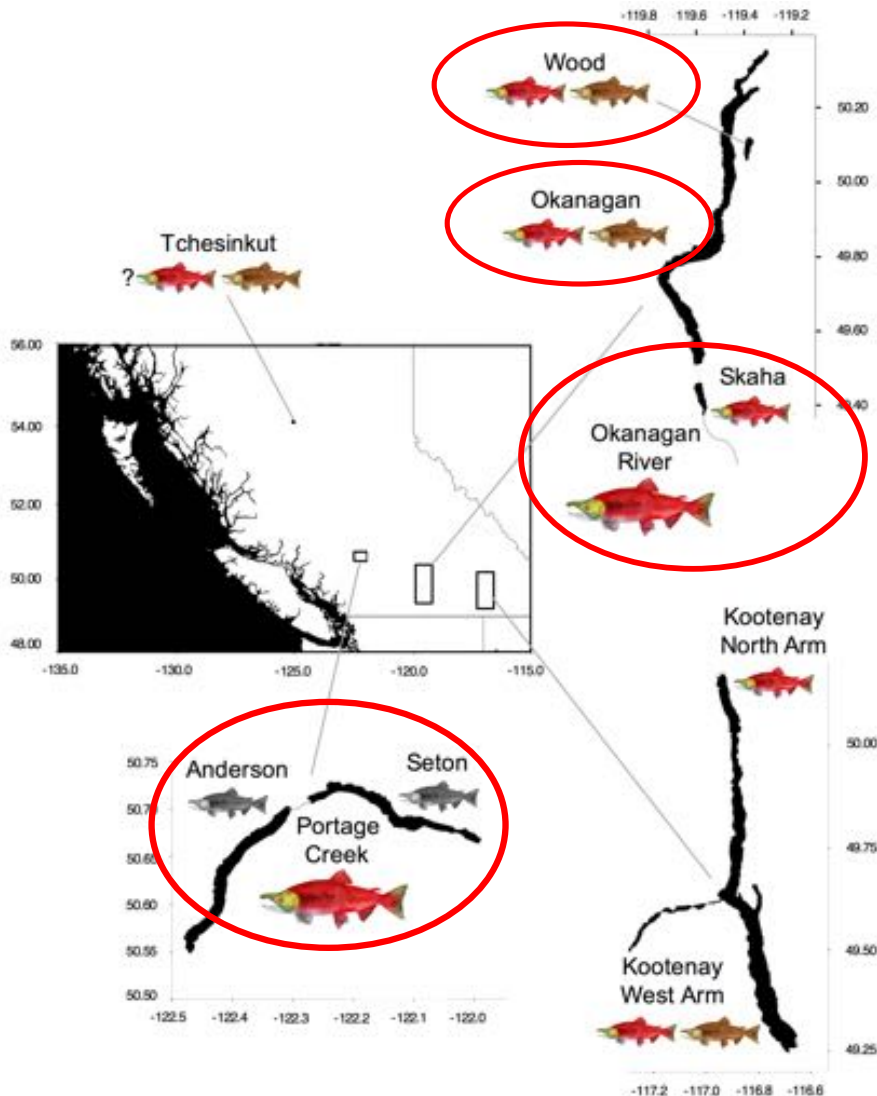 -119.8 -119.6 -119.4 -119.2
Wood
50.20
50.00
Okanagan
49.80
Tchesinkut
?
49.60
56.00
Skaha
49.40
54.00
Okanagan
River
52.00
50.00
48.00
-135.0 -130.0 -125.0 -120.0 -115.0
Kootenay
North Arm
50.00
50.75
Anderson
Seton
50.70
Portage
Creek
50.65
49.75
50.60
50.55
49.50
Kootenay
West Arm
50.50
-122.5 -122.4 -122.3 -122.2 -122.1 -122.0
49.25
-117.2 -117.0 -116.8 -116.6